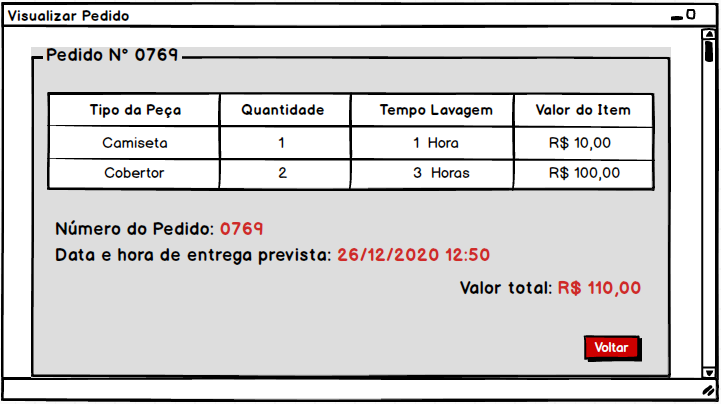 Visualizar Pedido
Pedido N° 0769
Tipo da Peça Quantidade Tempo Lavagem Valor do Item
Camiseta 1 1 Hora R$ 10,00
Cobertor 2 3 Horas R$ 100,00
Número do Pedido: 0769
Data e hora de entrega prevista: 26/12/2020 12:50
Valor total: R$ 110,00
Voltar